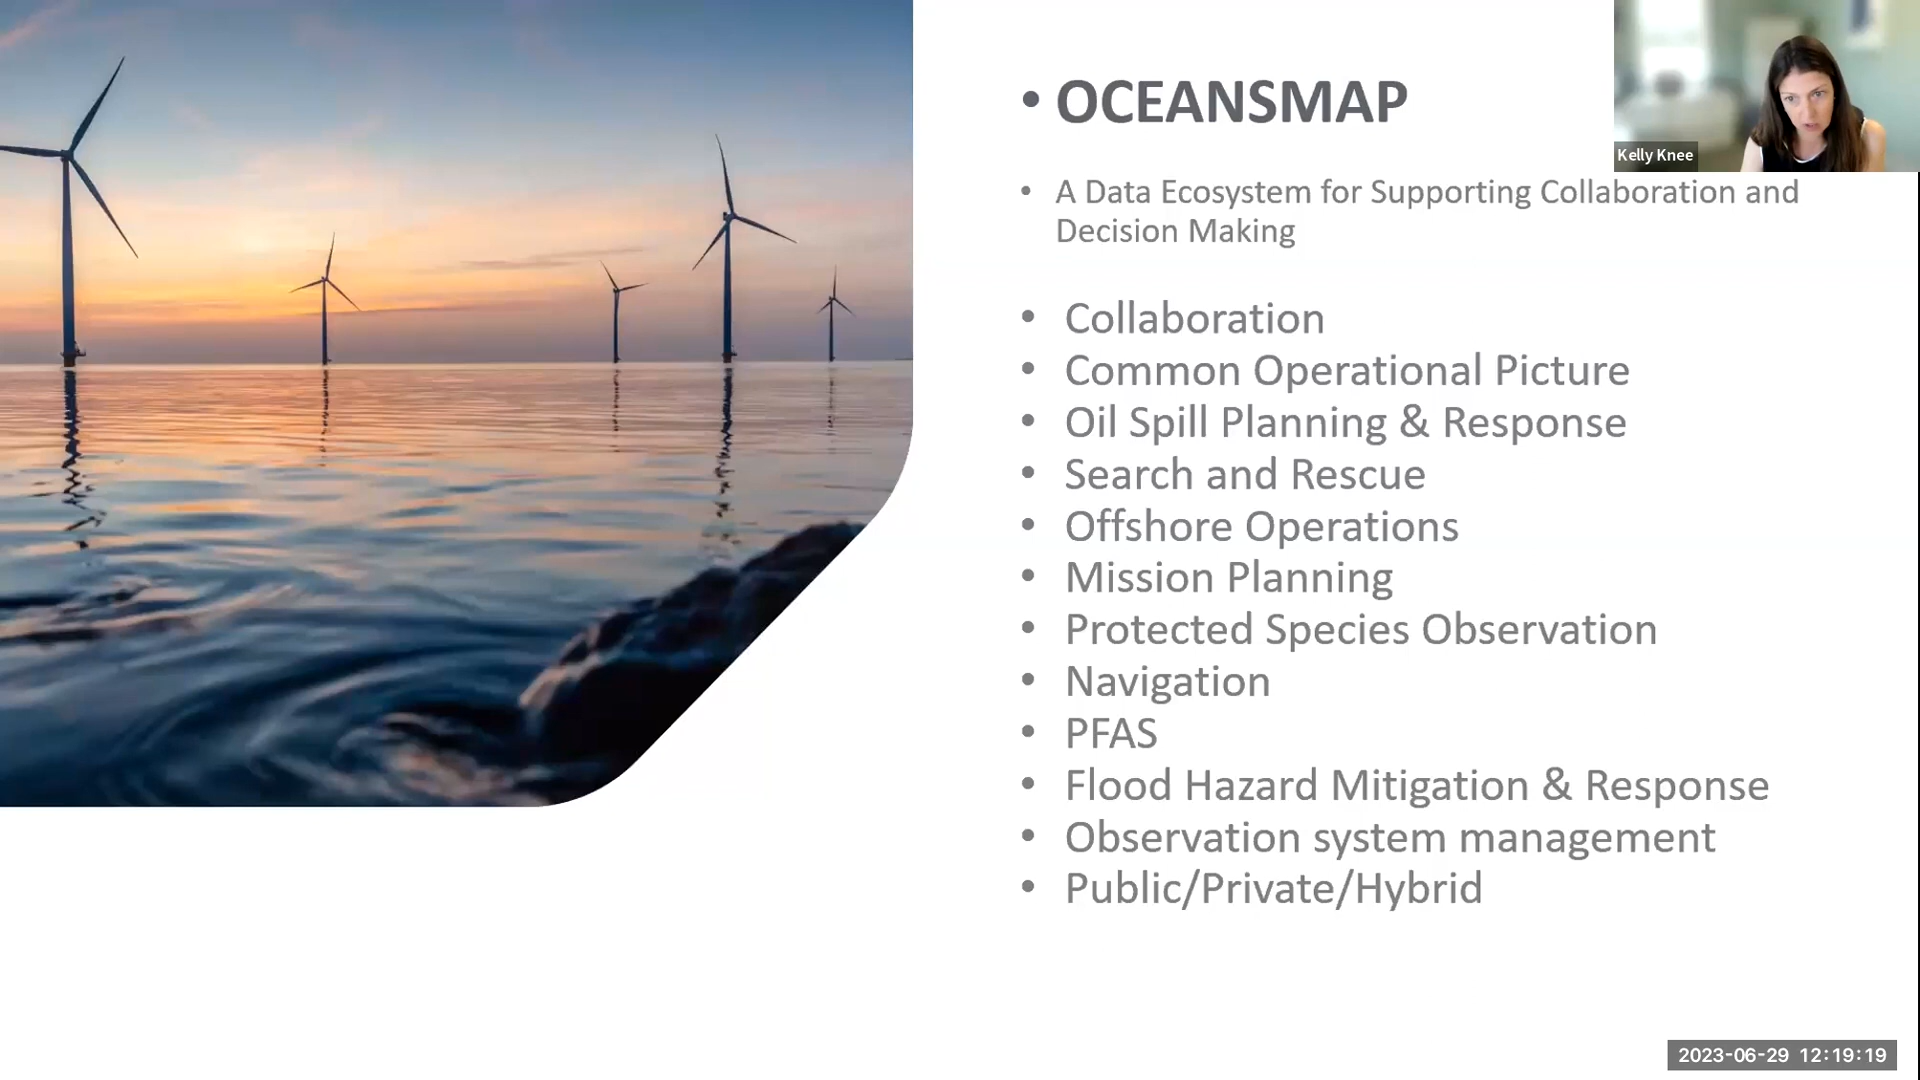 • OCEANSMAP
Kelly Knee
• A Data Ecosystem for Supporting Collaboration and
Decision Making
• Collaboration
• Common Operational Picture
• Oil Spill Planning & Response
• Search and Rescue
• Offshore Operations
• Mission Planning
• Protected Species Observation
• Navigation
• PFAS
• Flood Hazard Mitigation & Response
• Observation system management
• Public/Private/Hybrid
2023-06-29 12:19:19